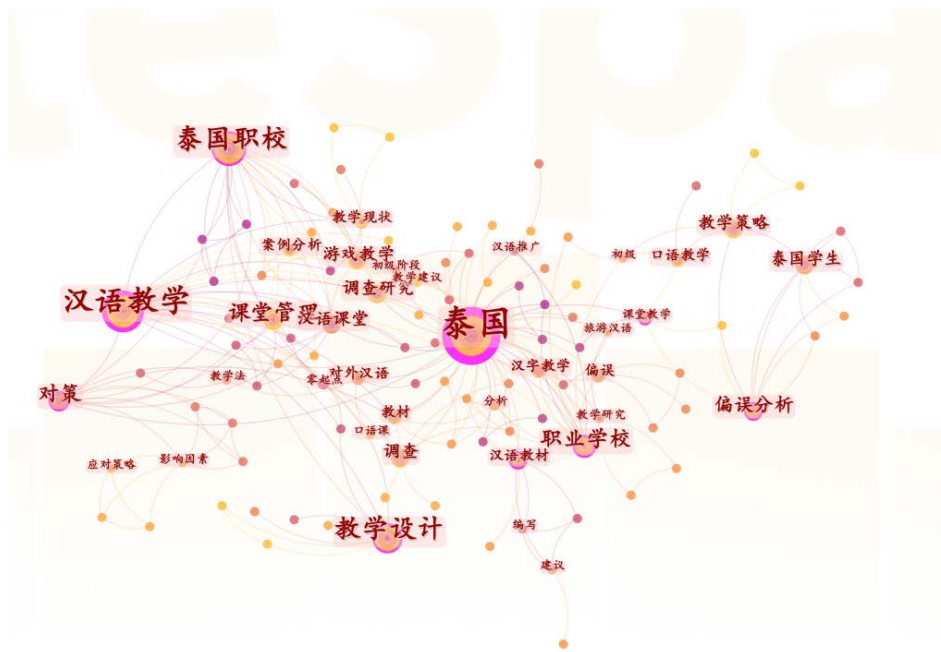 tespa
泰国职校
教学现状
教学策略
案例分析
游戏教学
汉语推广
初级
口语教学
泰国学生
初级阶段
教学建议
调查研究
汉语教学
课堂管理
汉语课堂
泰国
课堂教学
旅游汉语
教学法
零起点
对外汉语
汉字教学
偏误
对策
教材
分析
偏误分析
教学研究
口语课
职业学校
调查
汉语教材
应对策略
影响因素
教学设计
编写
建议